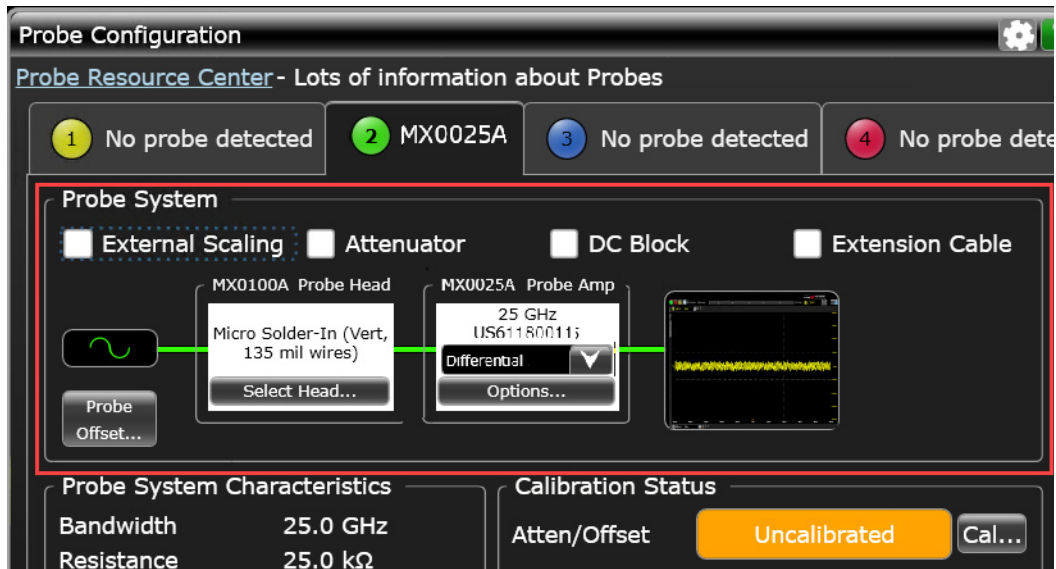 Probe Configuration
Probe Resource Center - Lots of information about Probes
1 No probe detected
2 MX0025A
3 No probe detected
4 No probe dete
Probe System
External Scaling
Attenuator
DC Block
Extension Cable
MX0100A Probe Head
MX0025A Probe Amp
Micro Solder-In (Vert,
135 mil wires)
Select Head...
25 GHz
Differential
Options...
Probe
Offset...
Probe System Characteristics
Bandwidth 25.0 GHz
Resistance 25.0 kΩ
Calibration Status
Atten/Offset Uncalibrated Cal...